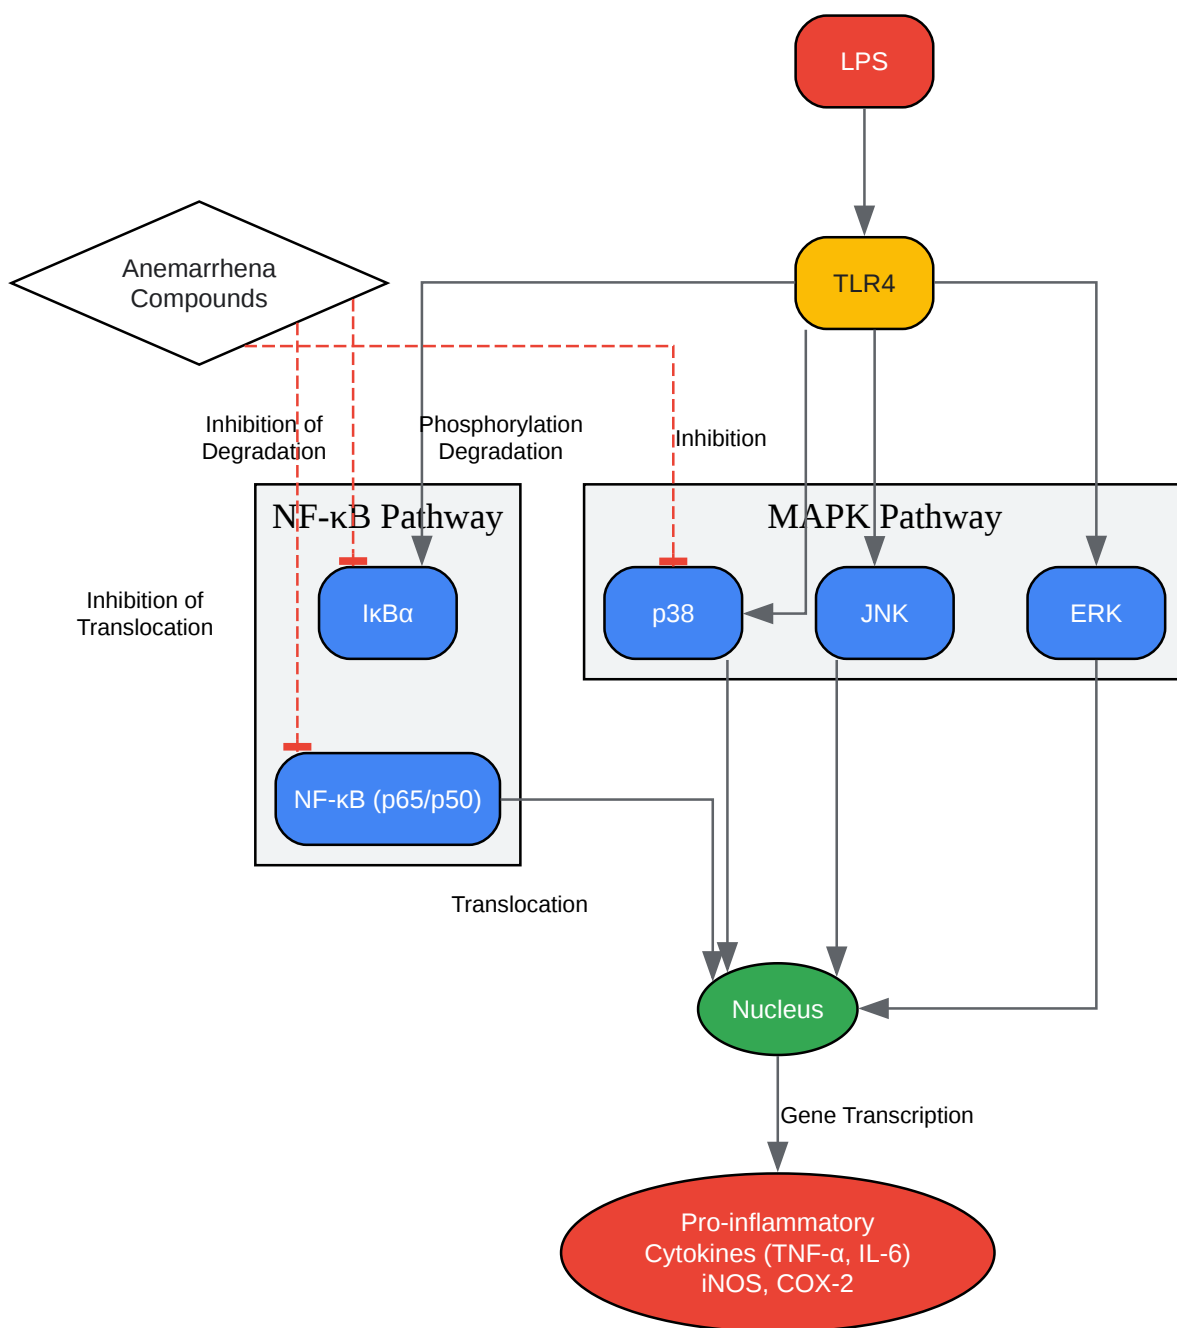 LPS
Anemarrhena
Compounds
TLR4
Inhibition of
Degradation
Phosphorylation
Degradation
Inhibition
NF-κB Pathway
MAPK Pathway
Inhibition of
Translocation
IκBα
p38
JNK
ERK
NF-κB (p65/p50)
Translocation
Nucleus
Gene Transcription
Pro-inflammatory
Cytokines (TNF-α, IL-6)
iNOS, COX-2